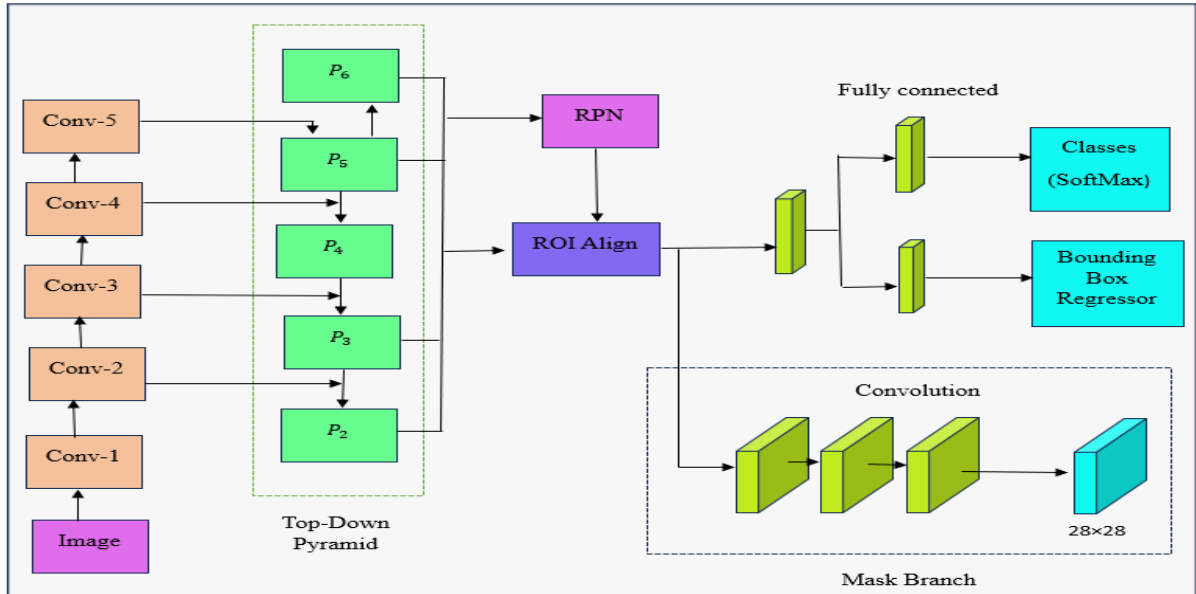 Conv-5
Conv-4
Conv-3
Conv-2
Conv-1
Image
P₆
P₅
P₄
P₃
P₂
Top-Down
Pyramid
RPN
ROI Align
Fully connected
Classes
(SoftMax)
Bounding
Box
Regressor
Convolution
28×28
Mask Branch